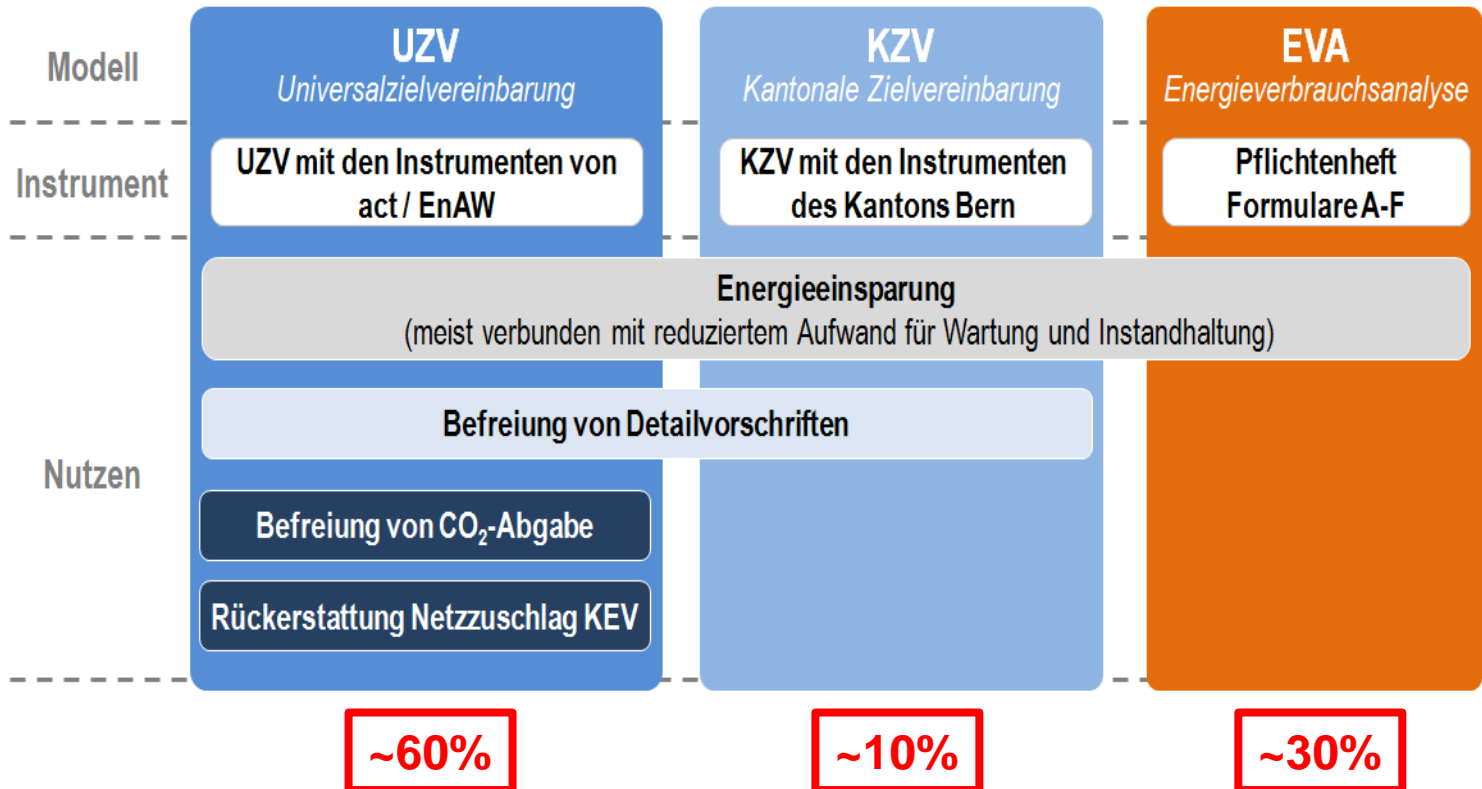 Modell
UZV
Universalzielvereinbarung
KZV
Kantonale Zielvereinbarung
EVA
Energieverbrauchsanalyse
Instrument
UZV mit den Instrumenten von
act / EnAW
KZV mit den Instrumenten
des Kantons Bern
Pflichtenheft
Formulare A-F
Nutzen
Energieeinsparung
(meist verbunden mit reduziertem Aufwand für Wartung und Instandhaltung)
Befreiung von Detailvorschriften
Befreiung von CO₂-Abgabe
Rückerstattung Netzzuschlag KEV
~60%
~10%
~30%